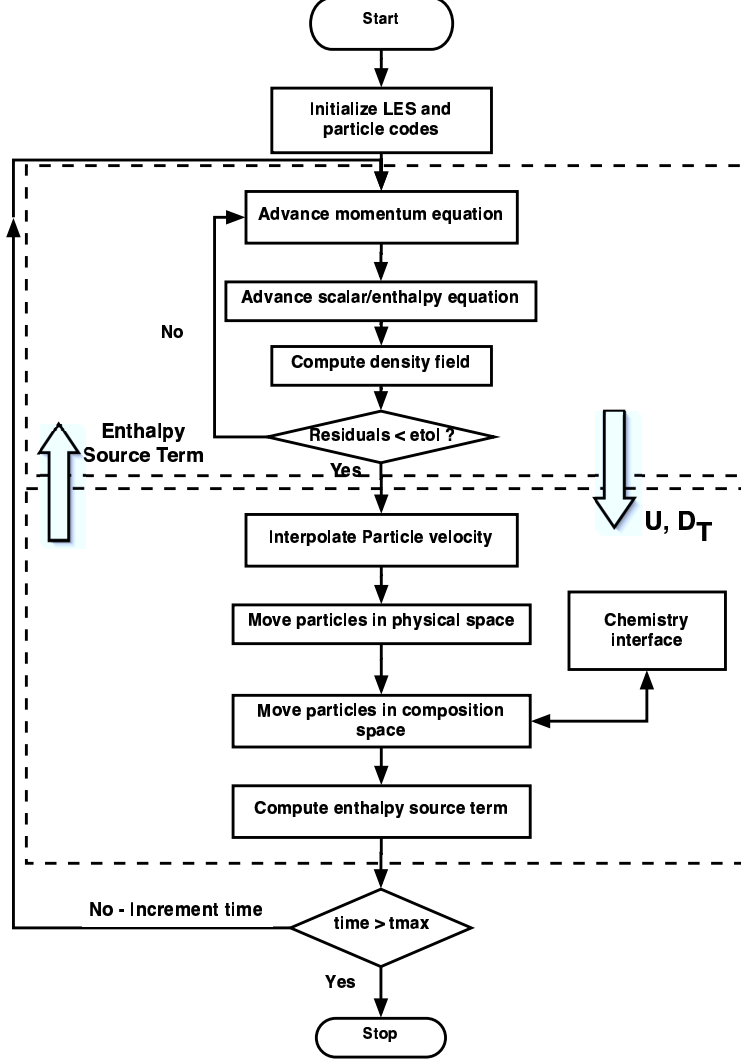 Start
Initialize LES and
particle codes
Advance momentum equation
Advance scalar/enthalpy equation
No
Compute density field
Residuals < etol ?
Enthalpy
Source Term
Yes
U, D_T
Interpolate Particle velocity
Move particles in physical space
Chemistry
interface
Move particles in composition
space
Compute enthalpy source term
No - Increment time
time > tmax
Yes
Stop